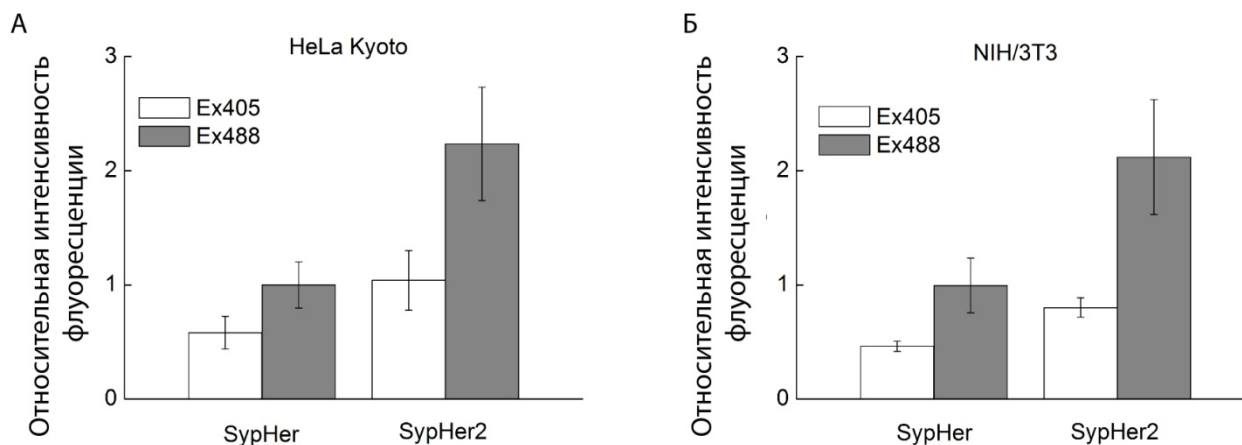 А
HeLa Kyoto
Относительная интенсивность
флуоресценции
3
2
1
0
Ex405
Ex488
SypHer
SypHer2
Б
NIH/3T3
Относительная интенсивность
флуоресценции
3
2
1
0
Ex405
Ex488
SypHer
SypHer2